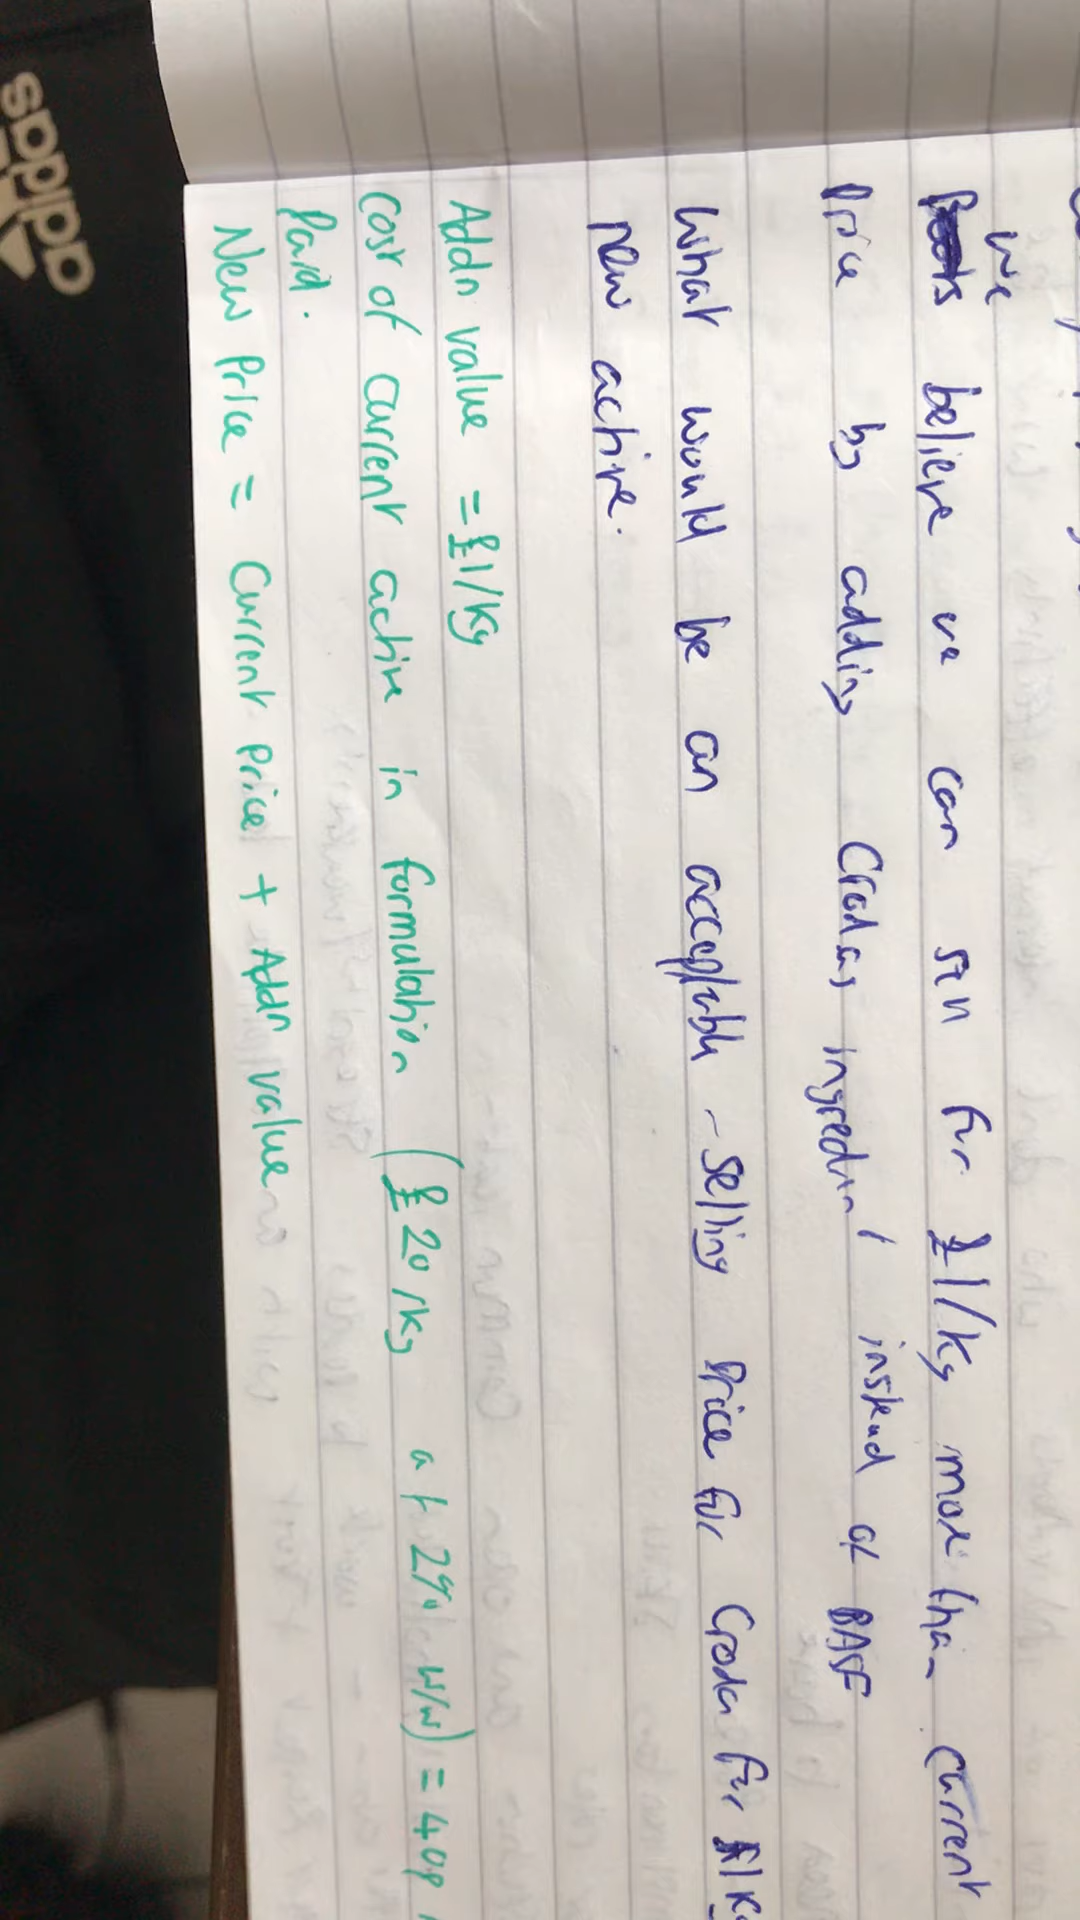 we
believe we can sell for £1/kg more than current
Price by adding Crodas ingredient instead of BASF
What would be an acceptable - selling Price for Croda for £/kg
new active.
Addn value = £1/kg
Cost of current active in formulation (£20/kg at 2% w/w) = 40p
Paid.
New Price = Current Price + Addn value
adidas